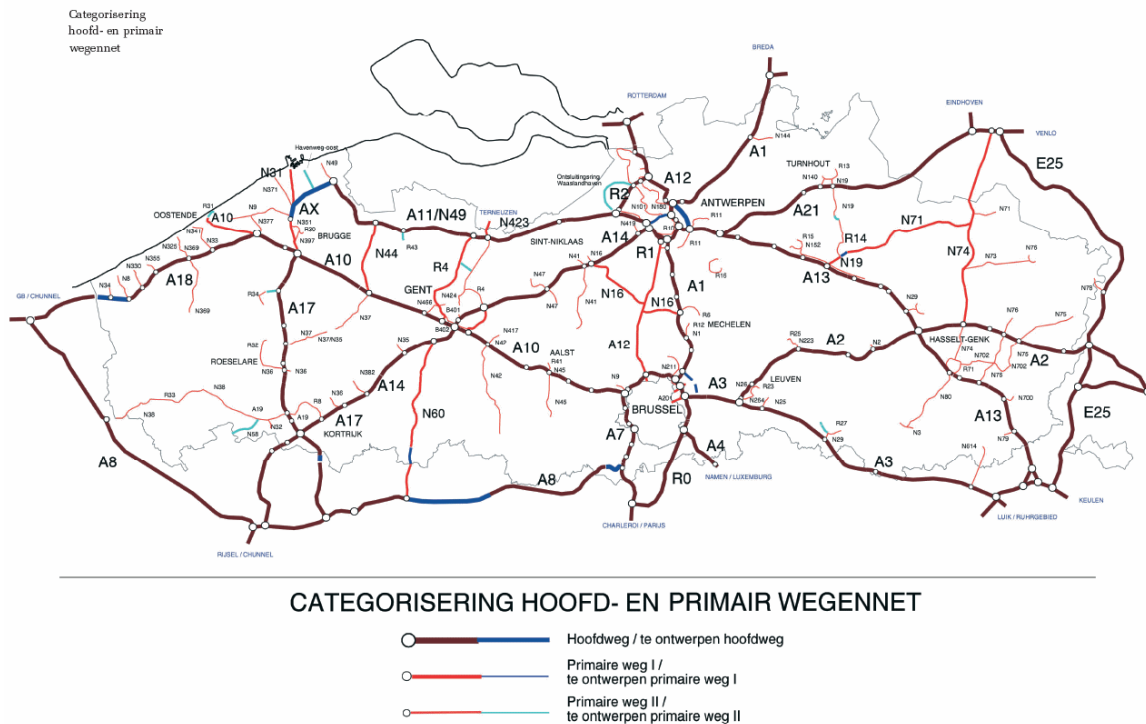 Categorisering
hoofd- en primair
wegennet
BREDA
ROTTERDAM
EINDHOVEN
VENLO
N144
A1
Havenweg-oost
N49
N31
N371
TURNHOUT
R13
N140
N19
E25
Ontsluitingsring
Waaslandhaven
A12
R2
N101
N180
ANTWERPEN
R31
OOSTENDE
A10
N9
N377
AX
N351
R30
N397
BRUGGE
A11/N49
TERNEUZEN
N423
R43
N419
R10
R11
R11
A21
N19
N71
N71
R14
N341
N33
N325
N369
N355
N330
N8
N34
A18
N369
A10
N44
R4
SINT-NIKLAAS
A14
R1
N41
N16
R15
N152
N19
A13
N74
N73
N76
N78
GB / CHUNNEL
R34
A17
GENT
N456
N424
B401
R4
B402
N47
N47
N16
N41
N16
A1
R16
R6
R12
N1
MECHELEN
N29
N37
N37/N35
N37
N417
N42
A10
AALST
R41
N45
A12
R25
N223
A2
N2
HASSELT-GENK
N76
N75
N74
N702
N75
N702
A2
R71
N76
R32
ROESELARE
N36
N36
N35
N382
A14
N42
N45
N9
N211
A3
LEUVEN
N26
R23
N264
N25
N80
N3
N700
A13
N79
E25
N38
R33
N38
A19
A19
R8
N36
N32
N58
A17
KORTRIJK
N60
A201
BRUSSEL
A7
R27
N29
N614
A8
A8
R0
A4
A3
NAMEN / LUXEMBURG
KEULEN
LUIK / RUHRGEBIED
CHARLEROI / PARIJS
RIJSEL / CHUNNEL
CATEGORISERING HOOFD- EN PRIMAIR WEGENNET
Hoofdweg / te ontwerpen hoofdweg
Primaire weg I /
te ontwerpen primaire weg I
Primaire weg II /
te ontwerpen primaire weg II